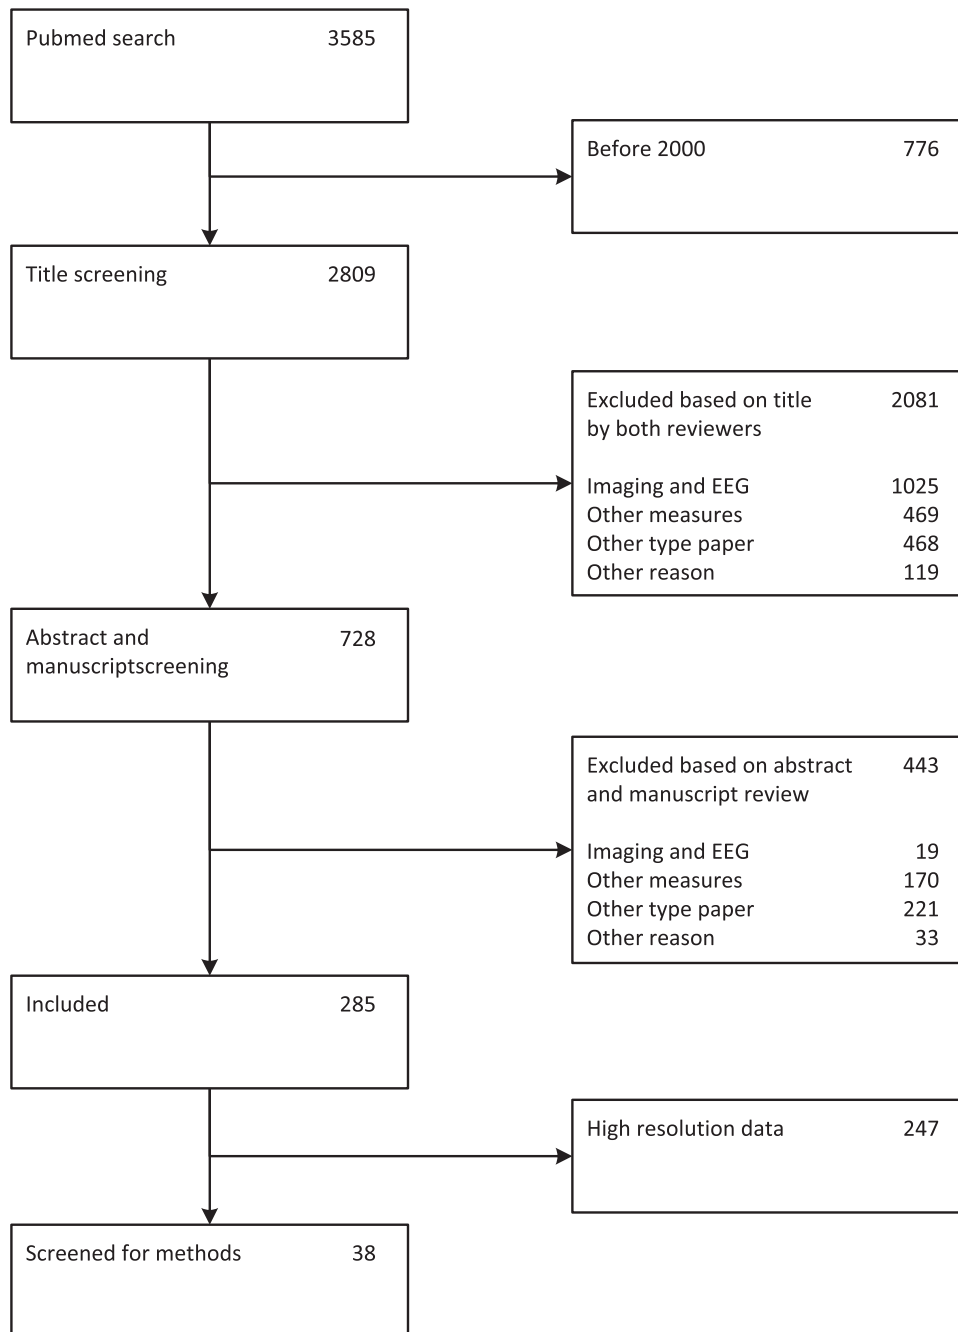 Pubmed search 3585
Before 2000 776
Title screening 2809
Excluded based on title 2081
by both reviewers
Imaging and EEG 1025
Other measures 469
Other type paper 468
Other reason 119
Abstract and 728
manuscriptscreening
Excluded based on abstract 443
and manuscript review
Imaging and EEG 19
Other measures 170
Other type paper 221
Other reason 33
Included 285
High resolution data 247
Screened for methods 38